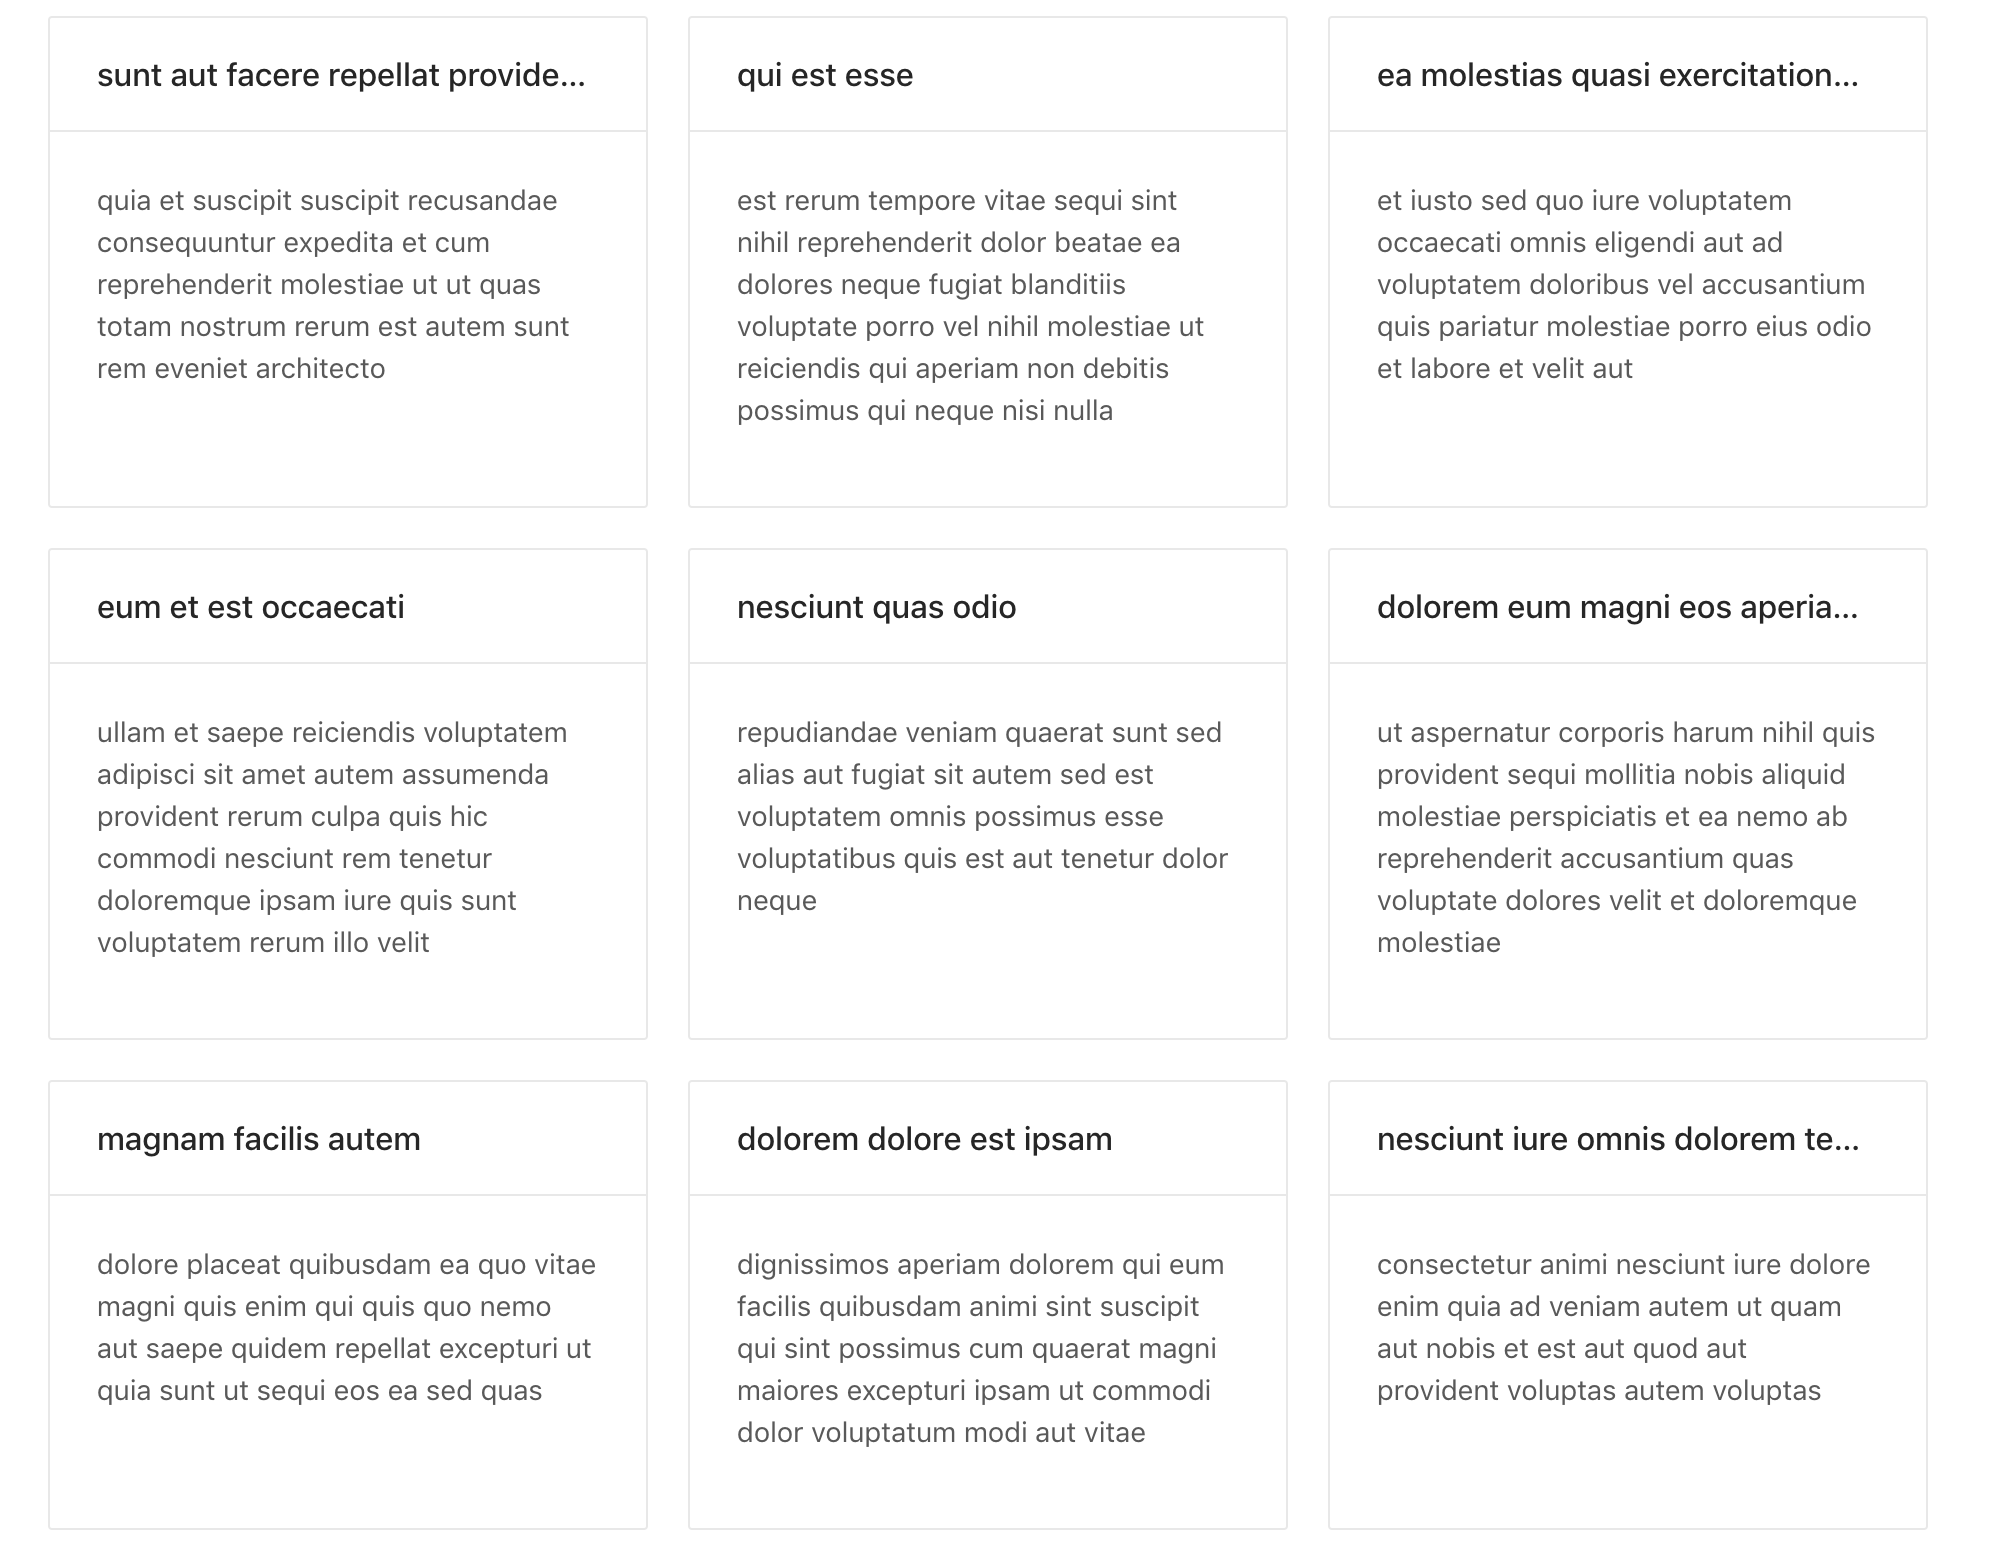 sunt aut facere repellat provide...
quia et suscipit suscipit recusandae
consequuntur expedita et cum
reprehenderit molestiae ut ut quas
totam nostrum rerum est autem sunt
rem eveniet architecto
qui est esse
est rerum tempore vitae sequi sint
nihil reprehenderit dolor beatae ea
dolores neque fugiat blanditiis
voluptate porro vel nihil molestiae ut
reiciendis qui aperiam non debitis
possimus qui neque nisi nulla
ea molestias quasi exercitation...
et iusto sed quo iure voluptatem
occaecati omnis eligendi aut ad
voluptatem doloribus vel accusantium
quis pariatur molestiae porro eius odio
et labore et velit aut
eum et est occaecati
ullam et saepe reiciendis voluptatem
adipisci sit amet autem assumenda
provident rerum culpa quis hic
commodi nesciunt rem tenetur
doloremque ipsam iure quis sunt
voluptatem rerum illo velit
nesciunt quas odio
repudiandae veniam quaerat sunt sed
alias aut fugiat sit autem sed est
voluptatem omnis possimus esse
voluptatibus quis est aut tenetur dolor
neque
dolorem eum magni eos aperia...
ut aspernatur corporis harum nihil quis
provident sequi mollitia nobis aliquid
molestiae perspiciatis et ea nemo ab
reprehenderit accusantium quas
voluptate dolores velit et doloremque
molestiae
magnam facilis autem
dolore placeat quibusdam ea quo vitae
magni quis enim qui quis quo nemo
aut saepe quidem repellat excepturi ut
quia sunt ut sequi eos ea sed quas
dolorem dolore est ipsam
dignissimos aperiam dolorem qui eum
facilis quibusdam animi sint suscipit
qui sint possimus cum quaerat magni
maiores excepturi ipsam ut commodi
dolor voluptatum modi aut vitae
nesciunt iure omnis dolorem te...
consectetur animi nesciunt iure dolore
enim quia ad veniam autem ut quam
aut nobis et est aut quod aut
provident voluptas autem voluptas